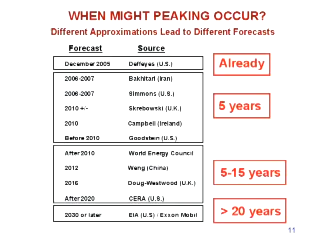 WHEN MIGHT PEAKING OCCUR?
Different Approximations Lead to Different Forecasts
Forecast Source
December 2005 Deffeyes (U.S.)
Already
2006-2007 Bakhitari (Iran)
2006-2007 Simmons (U.S.)
2010 +/- Skrebowski (U.K.)
5 years
2010 Campbell (Ireland)
Before 2010 Goodstein (U.S.)
After 2010 World Energy Council
2012 Weng (China)
5-15 years
2016 Doug-Westwood (U.K.)
After 2020 CERA (U.S.)
2030 or later EIA (U.S) / Exxon Mobil
> 20 years
11